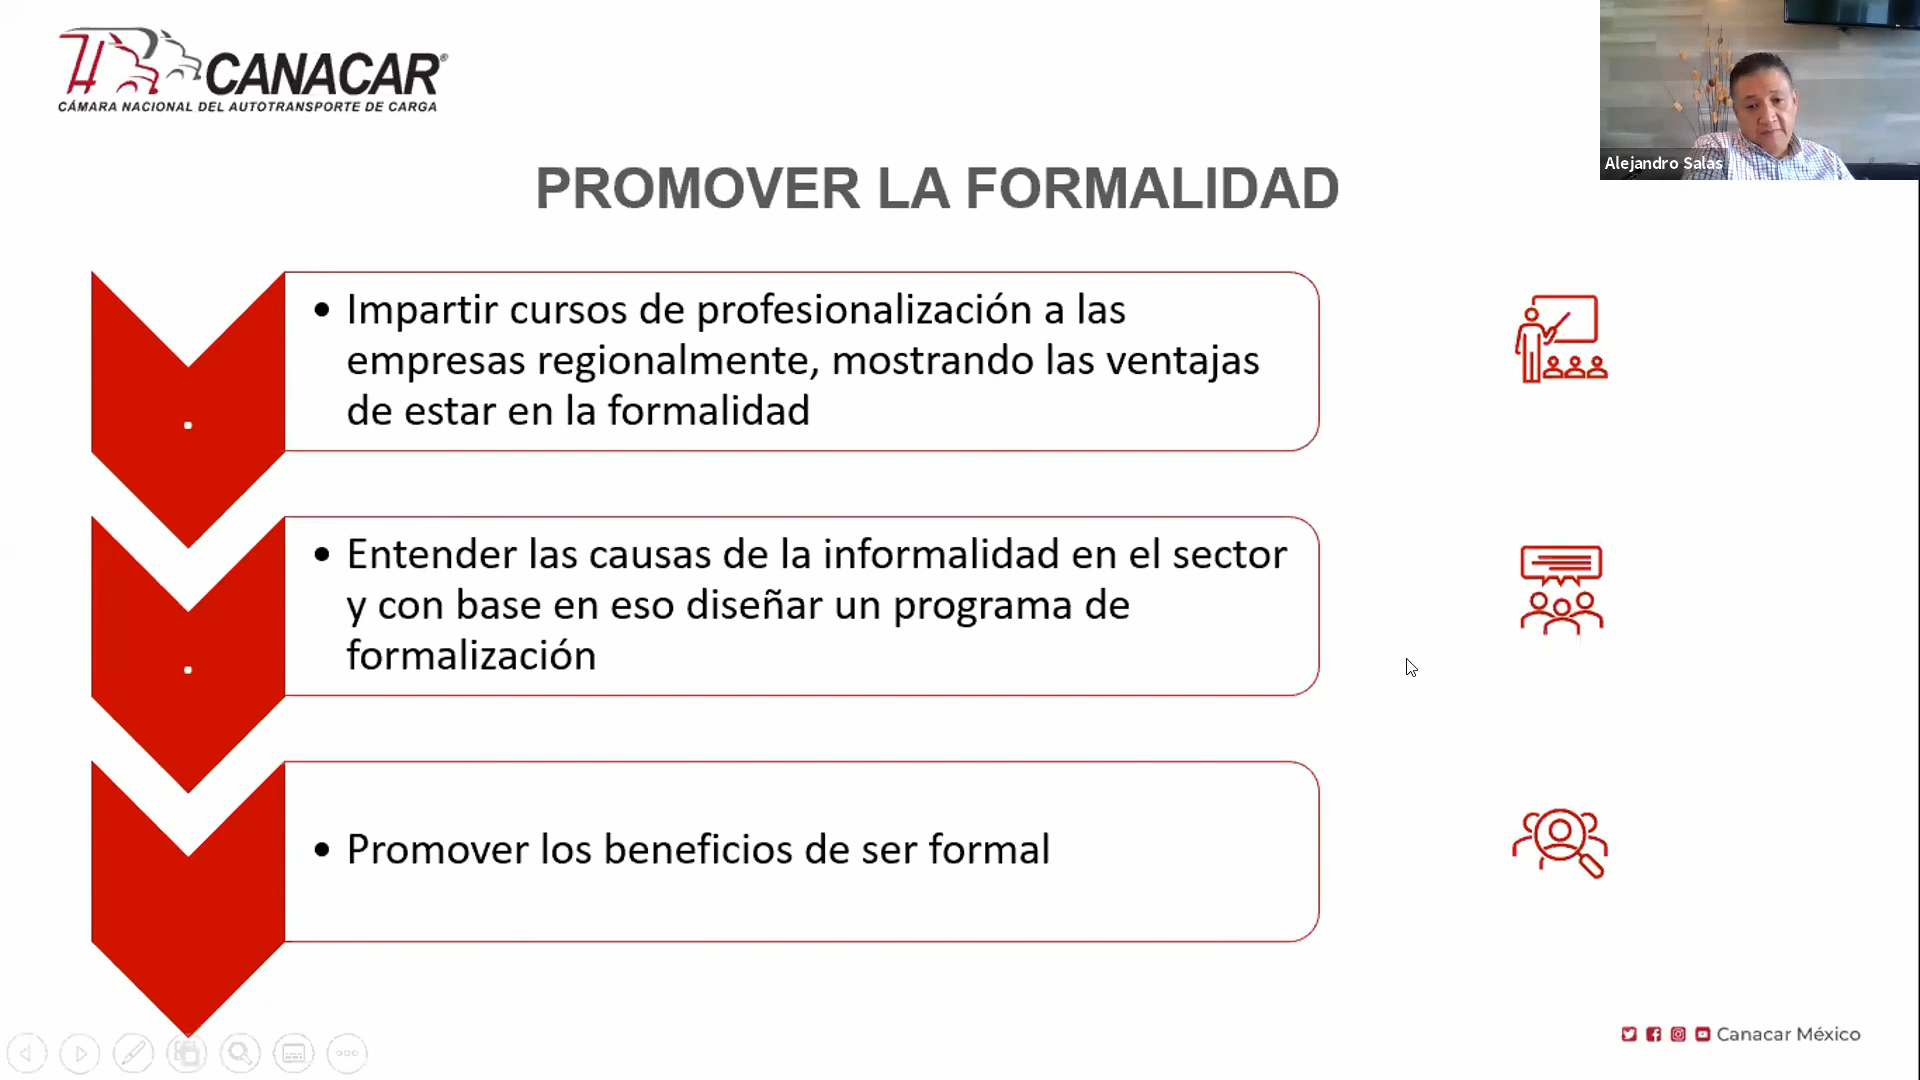 CANACAR®
CÁMARA NACIONAL DEL AUTOTRANSPORTE DE CARGA
Alejandro Salas
PROMOVER LA FORMALIDAD
• Impartir cursos de profesionalización a las
empresas regionalmente, mostrando las ventajas
de estar en la formalidad
• Entender las causas de la informalidad en el sector
y con base en eso diseñar un programa de
formalización
• Promover los beneficios de ser formal
Canacar México